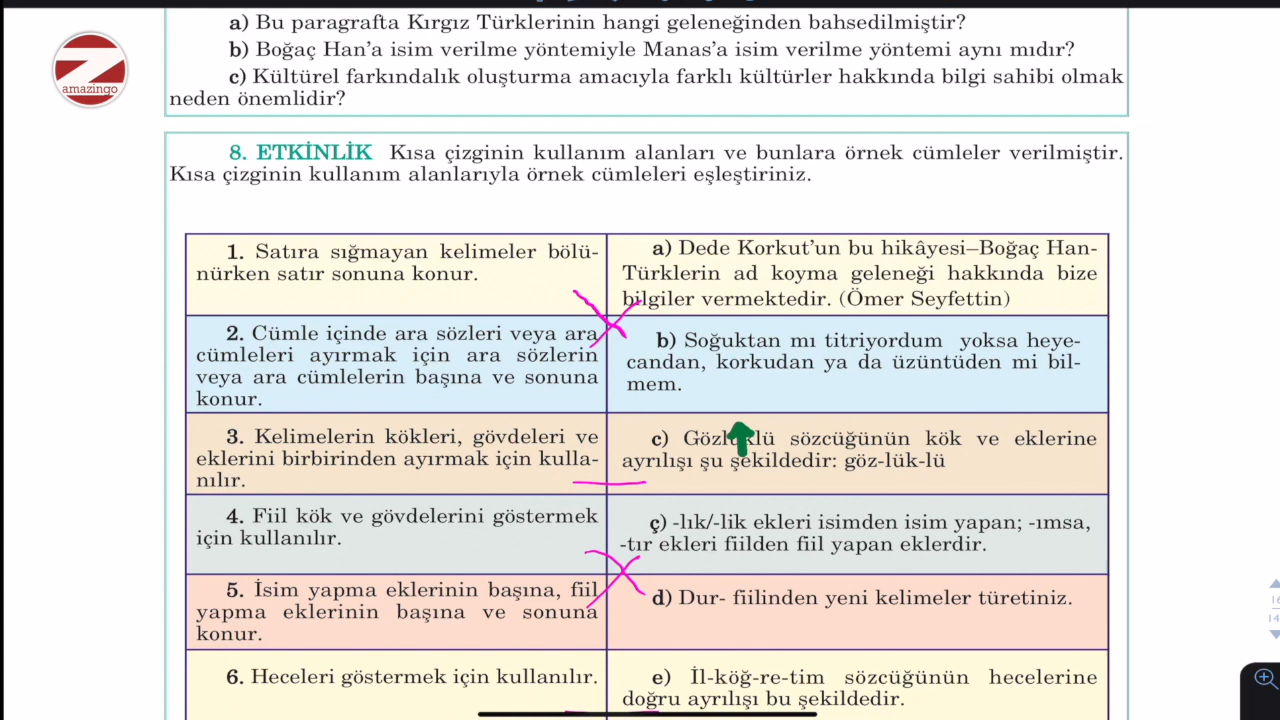 a) Bu paragrafta Kırgız Türklerinin hangi geleneğinden bahsedilmiştir?
b) Boğaç Han'a isim verilme yöntemiyle Manas'a isim verilme yöntemi aynı mıdır?
c) Kültürel farkındalık oluşturma amacıyla farklı kültürler hakkında bilgi sahibi olmak
neden önemlidir?
amazingo
8. ETKİNLİK Kısa çizginin kullanım alanları ve bunlara örnek cümleler verilmiştir.
Kısa çizginin kullanım alanlarıyla örnek cümleleri eşleştiriniz.
1. Satıra sığmayan kelimeler bölü-
nürken satır sonuna konur.
a) Dede Korkut'un bu hikâyesi–Boğaç Han-
Türklerin ad koyma geleneği hakkında bize
bilgiler vermektedir. (Ömer Seyfettin)
2. Cümle içinde ara sözleri veya ara
cümleleri ayırmak için ara sözlerin
veya ara cümlelerin başına ve sonuna
konur.
b) Soğuktan mı titriyordum yoksa heye-
candan, korkudan ya da üzüntüden mi bil-
mem.
3. Kelimelerin kökleri, gövdeleri ve
eklerini birbirinden ayırmak için kulla-
nılır.
c) Gözlüklü sözcüğünün kök ve eklerine
ayrılışı şu şekildedir: göz-lük-lü
4. Fiil kök ve gövdelerini göstermek
için kullanılır.
ç) -lık/-lik ekleri isimden isim yapan; -ımsa,
-tır ekleri fiilden fiil yapan eklerdir.
5. İsim yapma eklerinin başına, fiil
yapma eklerinin başına ve sonuna
konur.
d) Dur- fiilinden yeni kelimeler türetiniz.
6. Heceleri göstermek için kullanılır.
e) İl-köğ-re-tim sözcüğünün hecelerine
doğru ayrılışı bu şekildedir.